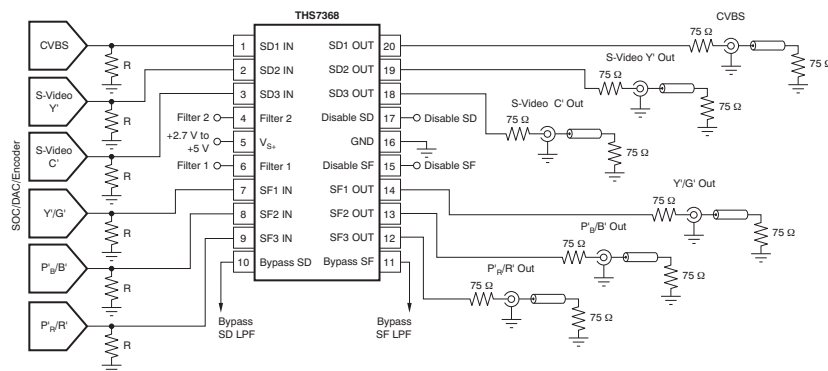 THS7368
CVBS
CVBS
R
1
SD1 IN
SD1 OUT
20
75 Ω
75 Ω
S-Video Y' Out
S-Video
Y'
R
2
SD2 IN
SD2 OUT
19
75 Ω
75 Ω
S-Video C' Out
S-Video
C'
R
3
SD3 IN
SD3 OUT
18
75 Ω
75 Ω
Filter 2
4
Filter 2
Disable SD
17
Disable SD
+2.7 V to
+5 V
5
VS+
GND
16
Filter 1
6
Filter 1
Disable SF
15
Disable SF
SOC/DAC/Encoder
Y'/G'
R
7
SF1 IN
SF1 OUT
14
Y'/G' Out
75 Ω
75 Ω
P'B/B'
R
8
SF2 IN
SF2 OUT
13
P'B/B' Out
75 Ω
75 Ω
P'R/R'
R
9
SF3 IN
SF3 OUT
12
P'R/R' Out
75 Ω
75 Ω
10
Bypass SD
Bypass SF
11
Bypass
SD LPF
Bypass
SF LPF